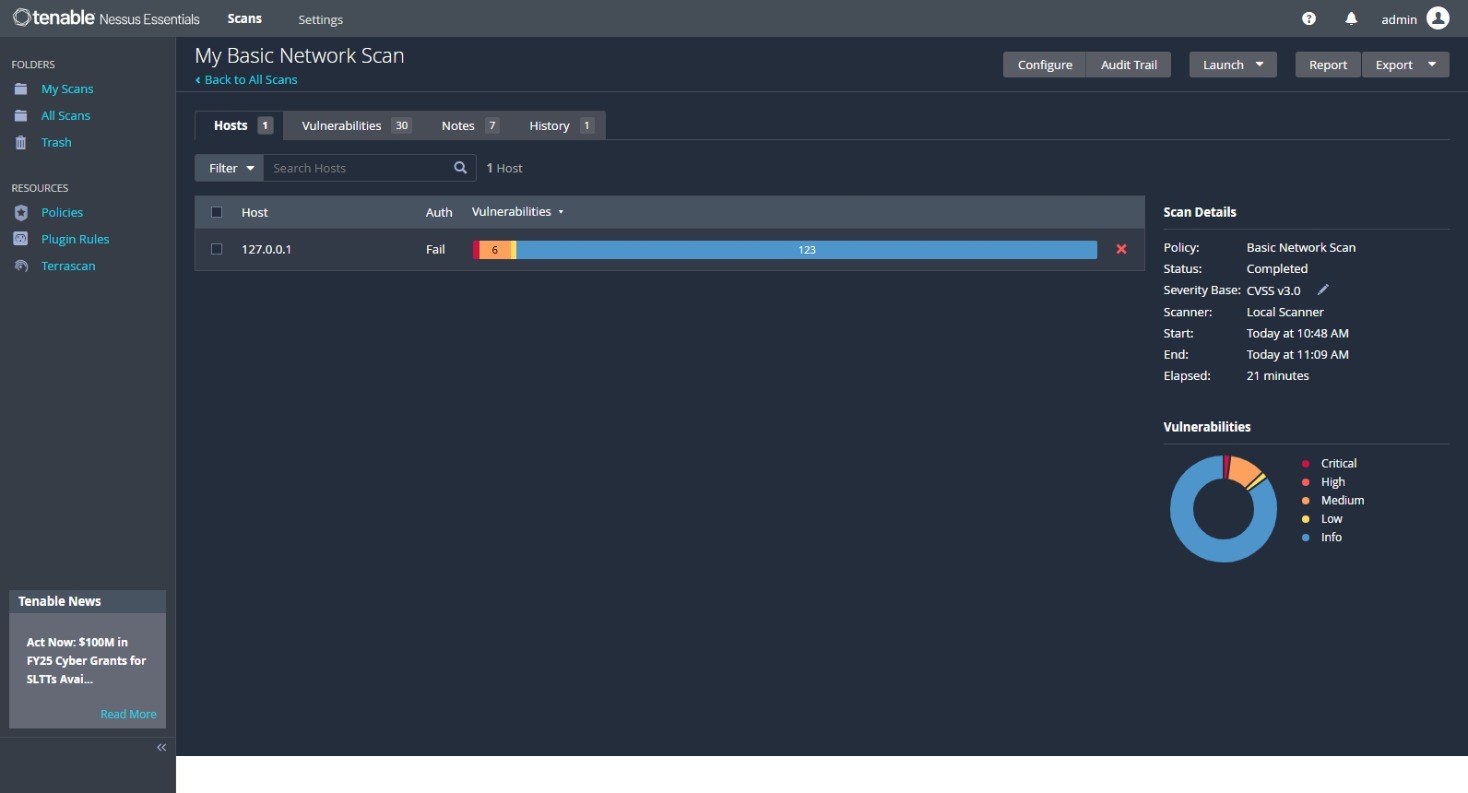 tenable Nessus Essentials Scans Settings admin
FOLDERS
My Scans
All Scans
Trash
RESOURCES
Policies
Plugin Rules
Terrascan
Tenable News
Act Now: $100M in
FY25 Cyber Grants for
SLTTs Avai...
Read More
My Basic Network Scan
Back to All Scans
Configure Audit Trail Launch Report Export
Hosts 1 Vulnerabilities 30 Notes 7 History 1
Filter Search Hosts 1 Host
Host Auth Vulnerabilities
127.0.0.1 Fail 6 123
Scan Details
Policy: Basic Network Scan
Status: Completed
Severity Base: CVSS v3.0
Scanner: Local Scanner
Start: Today at 10:48 AM
End: Today at 11:09 AM
Elapsed: 21 minutes
Vulnerabilities
Critical
High
Medium
Low
Info